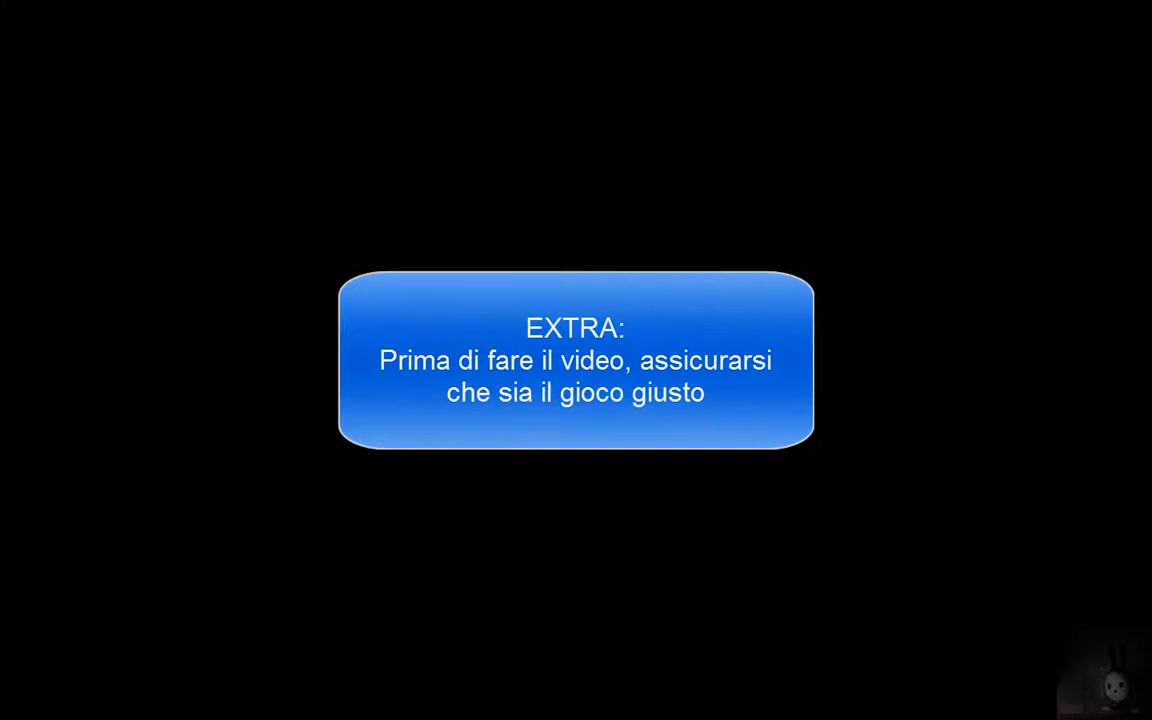 EXTRA:
Prima di fare il video, assicurarsi
che sia il gioco giusto